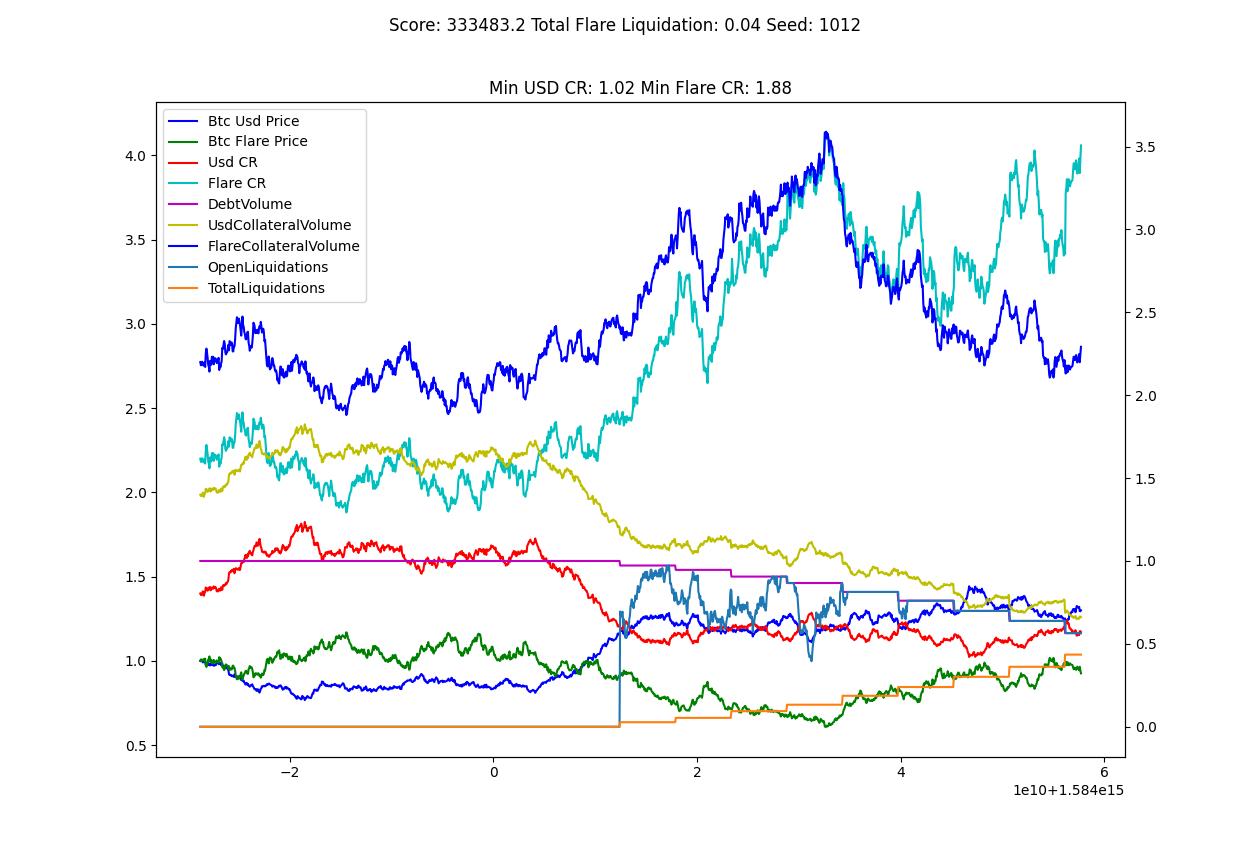 Score: 333483.2 Total Flare Liquidation: 0.04 Seed: 1012
Min USD CR: 1.02 Min Flare CR: 1.88
Btc Usd Price
Btc Flare Price
Usd CR
Flare CR
DebtVolume
UsdCollateralVolume
FlareCollateralVolume
OpenLiquidations
TotalLiquidations
4.0
3.5
3.0
2.5
2.0
1.5
1.0
0.5
3.5
3.0
2.5
2.0
1.5
1.0
0.5
0.0
−2 0 2 4 6
1e10+1.584e15